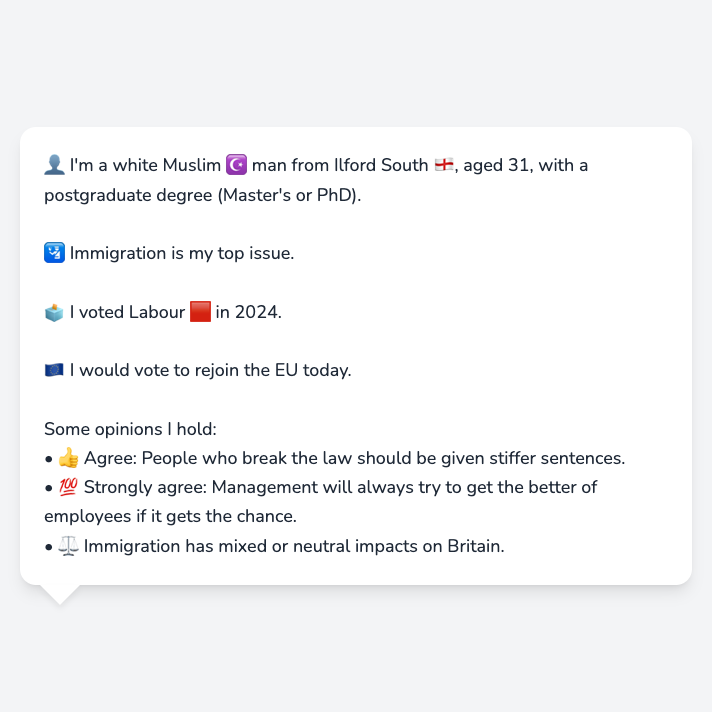 👤 I'm a white Muslim ☪️ man from Ilford South 🏴󠁧󠁢󠁥󠁮󠁧󠁿, aged 31, with a
postgraduate degree (Master's or PhD).
🛂 Immigration is my top issue.
🗳️ I voted Labour 🟥 in 2024.
🇪🇺 I would vote to rejoin the EU today.
Some opinions I hold:
• 👍 Agree: People who break the law should be given stiffer sentences.
• 💯 Strongly agree: Management will always try to get the better of
employees if it gets the chance.
• ⚖️ Immigration has mixed or neutral impacts on Britain.